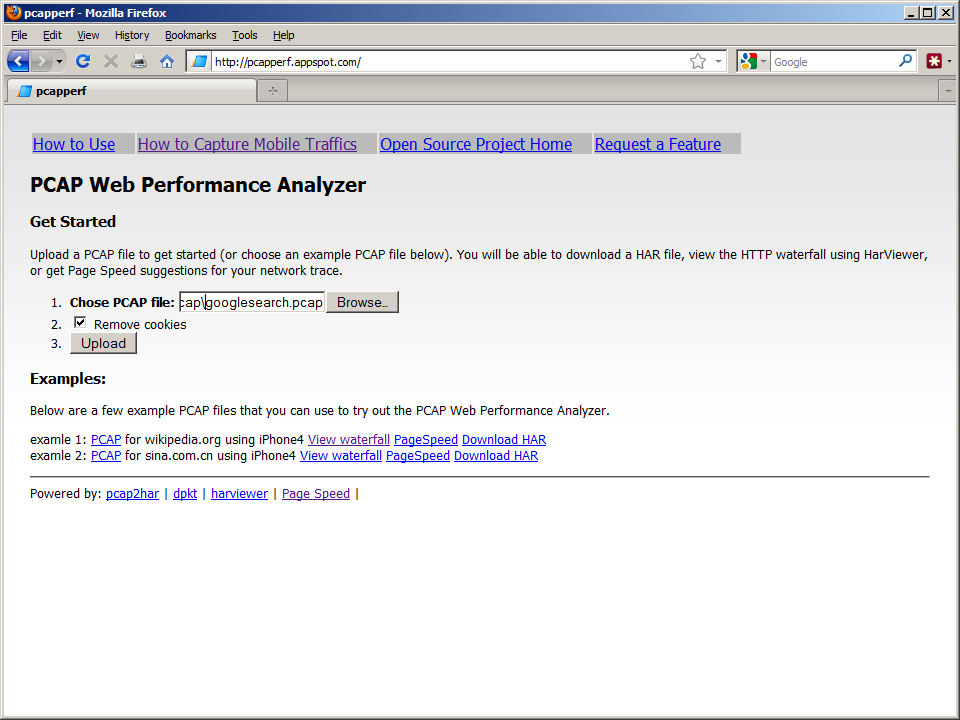 pcapperf - Mozilla Firefox
File Edit View History Bookmarks Tools Help
http://pcapperf.appspot.com/ Google
pcapperf
How to Use How to Capture Mobile Traffics Open Source Project Home Request a Feature
PCAP Web Performance Analyzer
Get Started
Upload a PCAP file to get started (or choose an example PCAP file below). You will be able to download a HAR file, view the HTTP waterfall using HarViewer,
or get Page Speed suggestions for your network trace.
1. Chose PCAP file: cap\googlesearch.pcap Browse…
2. Remove cookies
3. Upload
Examples:
Below are a few example PCAP files that you can use to try out the PCAP Web Performance Analyzer.
examle 1: PCAP for wikipedia.org using iPhone4 View waterfall PageSpeed Download HAR
examle 2: PCAP for sina.com.cn using iPhone4 View waterfall PageSpeed Download HAR
Powered by: pcap2har | dpkt | harviewer | Page Speed |